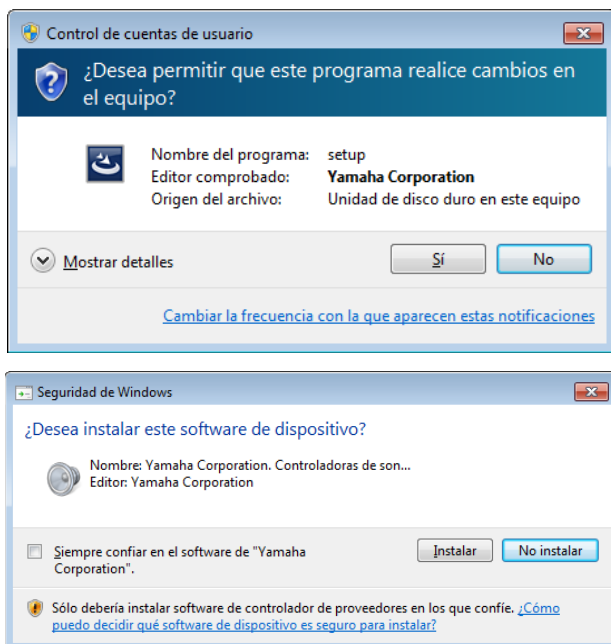 Control de cuentas de usuario
¿Desea permitir que este programa realice cambios en
el equipo?
Nombre del programa: setup
Editor comprobado: Yamaha Corporation
Origen del archivo: Unidad de disco duro en este equipo
Mostrar detalles Sí No
Cambiar la frecuencia con la que aparecen estas notificaciones
Seguridad de Windows
¿Desea instalar este software de dispositivo?
Nombre: Yamaha Corporation. Controladoras de son...
Editor: Yamaha Corporation
Siempre confiar en el software de "Yamaha
Corporation".
Instalar No instalar
Sólo debería instalar software de controlador de proveedores en los que confíe. ¿Cómo
puedo decidir qué software de dispositivo es seguro para instalar?